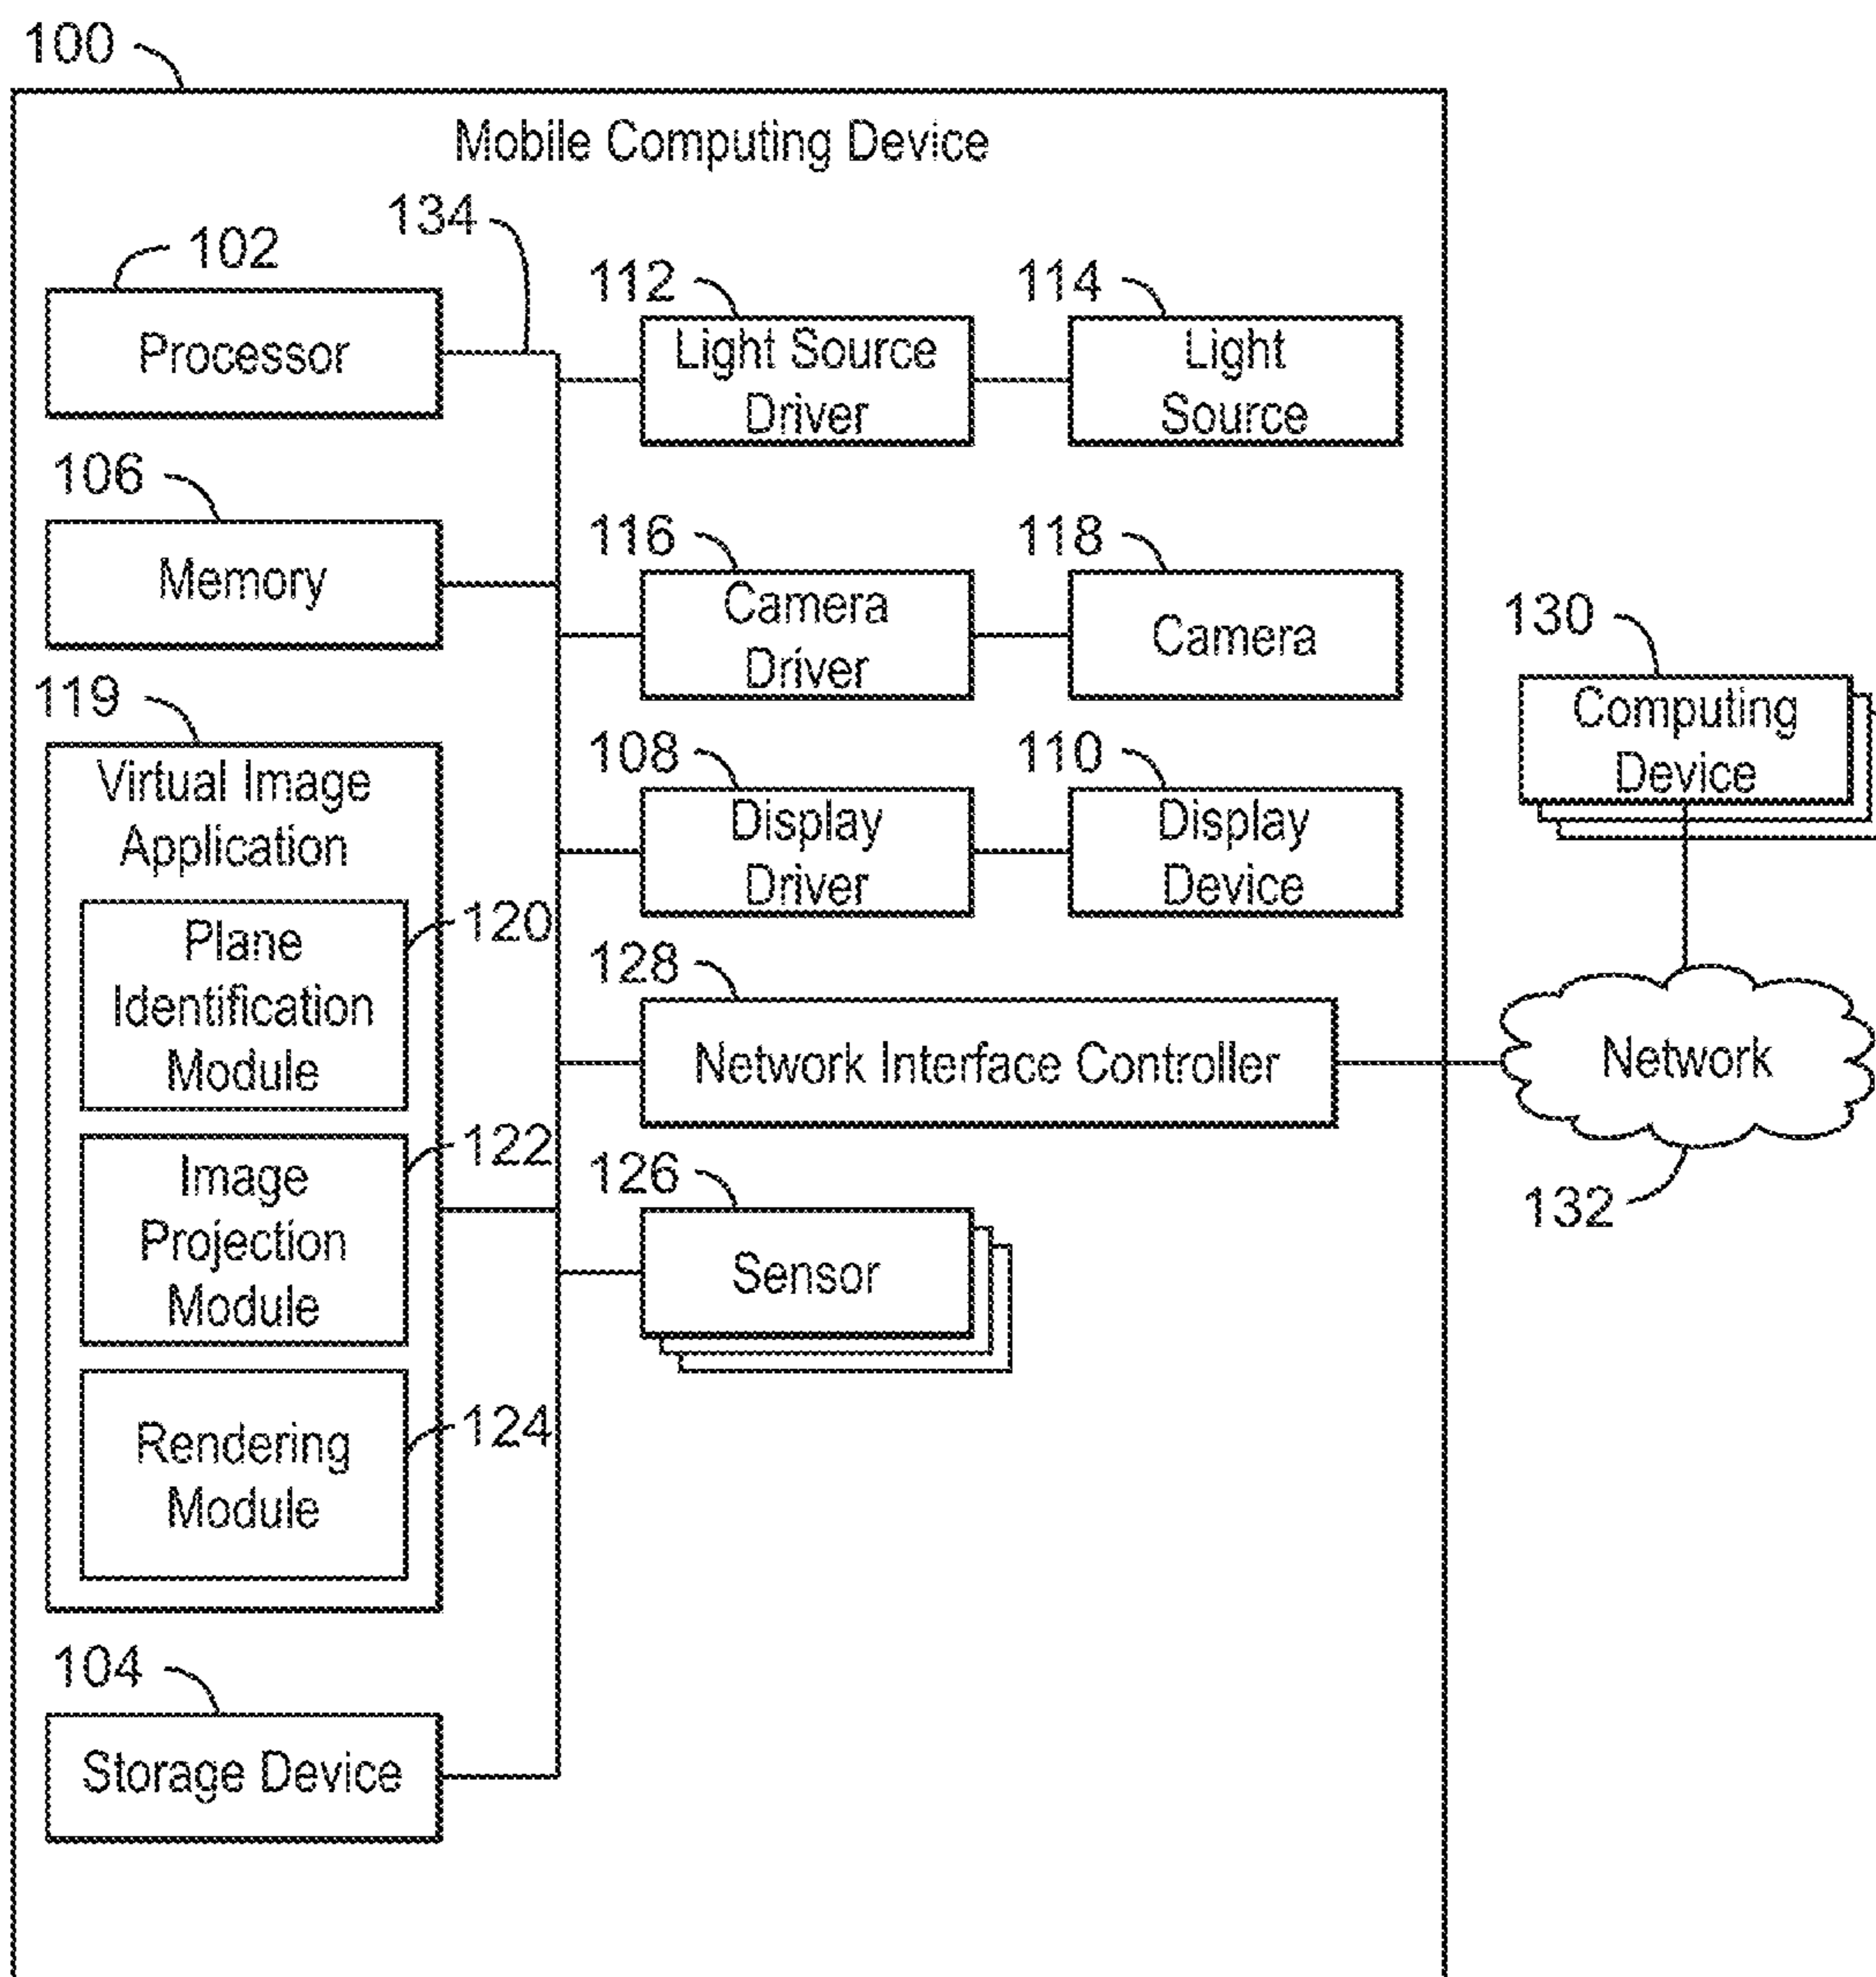 100
Mobile Computing Device
134
102
Processor
112
Light Source
Driver
114
Light
Source
106
Memory
116
Camera
Driver
118
Camera
130
Computing
Device
119
Virtual Image
Application
108
Display
Driver
110
Display
Device
120
Plane
Identification
Module
128
Network Interface Controller
Network
132
122
Image
Projection
Module
126
Sensor
124
Rendering
Module
104
Storage Device